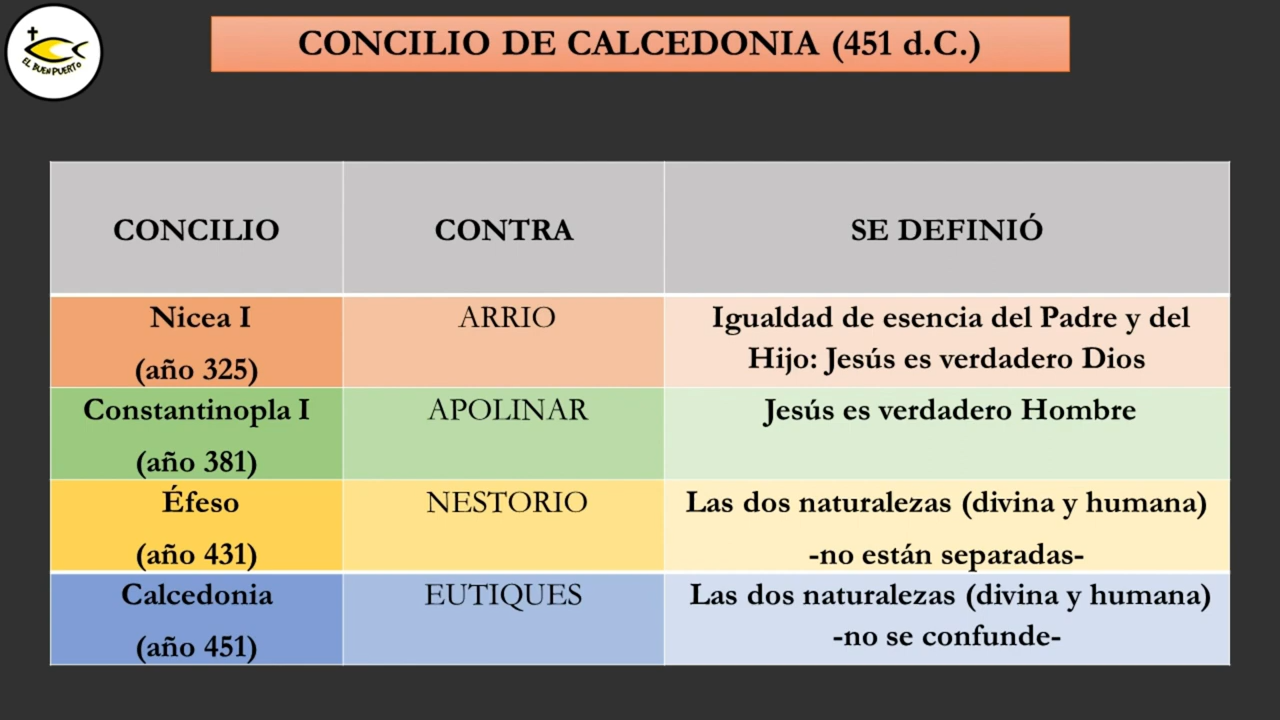 EL BUEN PUERTO
CONCILIO DE CALCEDONIA (451 d.C.)
CONCILIO
CONTRA
SE DEFINIÓ
Nicea I
(año 325)
ARRIO
Igualdad de esencia del Padre y del
Hijo: Jesús es verdadero Dios
Constantinopla I
(año 381)
APOLINAR
Jesús es verdadero Hombre
Éfeso
(año 431)
NESTORIO
Las dos naturalezas (divina y humana)
-no están separadas-
Calcedonia
(año 451)
EUTIQUES
Las dos naturalezas (divina y humana)
-no se confunde-